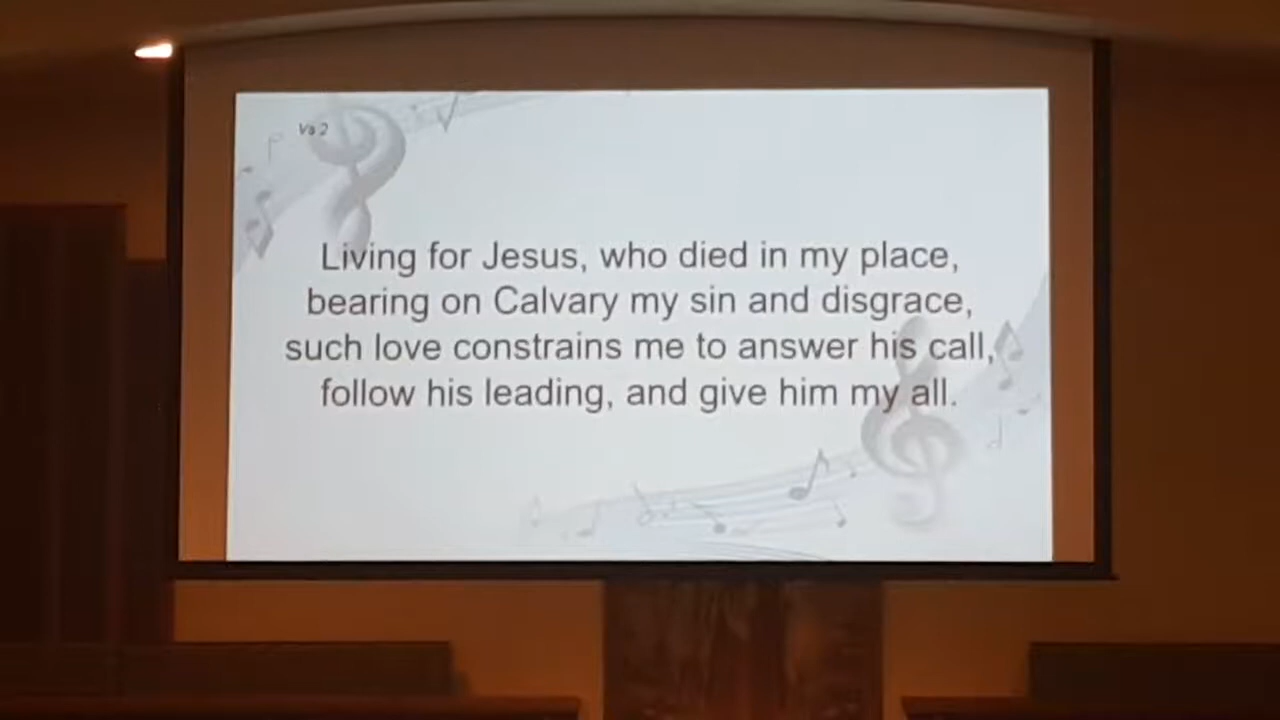 Vs 2
Living for Jesus, who died in my place,
bearing on Calvary my sin and disgrace,
such love constrains me to answer his call,
follow his leading, and give him my all.